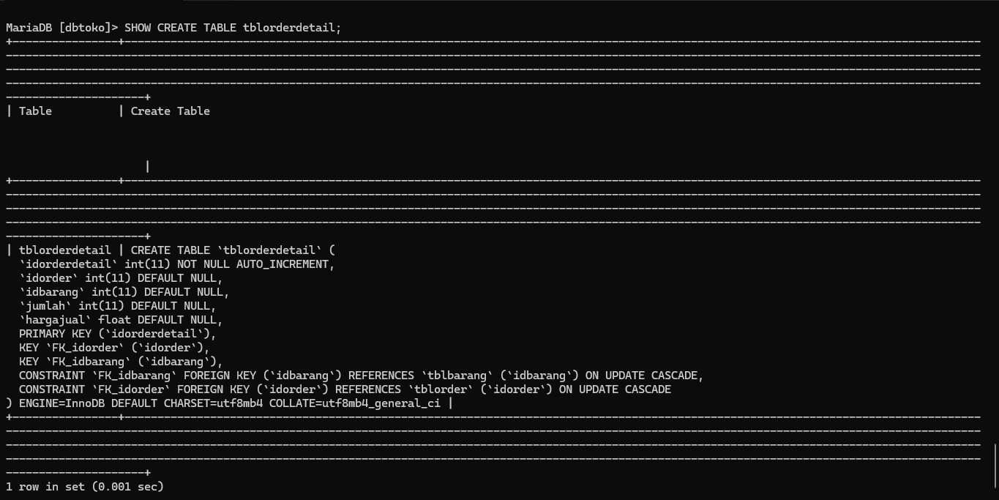 MariaDB [dbtoko]> SHOW CREATE TABLE tblorderdetail;
| Table | Create Table
|
| tblorderdetail | CREATE TABLE `tblorderdetail` (
`idorderdetail` int(11) NOT NULL AUTO_INCREMENT,
`idorder` int(11) DEFAULT NULL,
`idbarang` int(11) DEFAULT NULL,
`jumlah` int(11) DEFAULT NULL,
`hargajual` float DEFAULT NULL,
PRIMARY KEY (`idorderdetail`),
KEY `FK_idorder` (`idorder`),
KEY `FK_idbarang` (`idbarang`),
CONSTRAINT `FK_idbarang` FOREIGN KEY (`idbarang`) REFERENCES `tblbarang` (`idbarang`) ON UPDATE CASCADE,
CONSTRAINT `FK_idorder` FOREIGN KEY (`idorder`) REFERENCES `tblorder` (`idorder`) ON UPDATE CASCADE
) ENGINE=InnoDB DEFAULT CHARSET=utf8mb4 COLLATE=utf8mb4_general_ci |
1 row in set (0.001 sec)